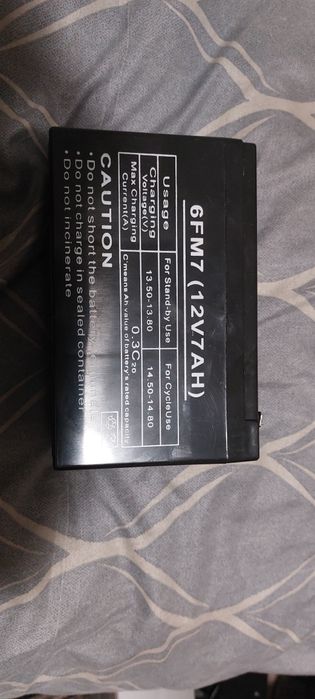 6FM7 (12V7AH)
Usage For Stand-by Use For CycleUse
Charging Voltage(V) 13.50-13.80 14.50-14.80
Max Charging Current(A) 0.3C20
C'means Ah value of battery's rated capacity
CAUTION
• Do not short the battery
• Do not charge in sealed container
• Do not incinerate